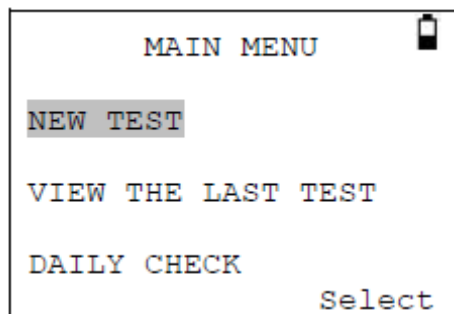 MAIN MENU
NEW TEST
VIEW THE LAST TEST
DAILY CHECK
Select